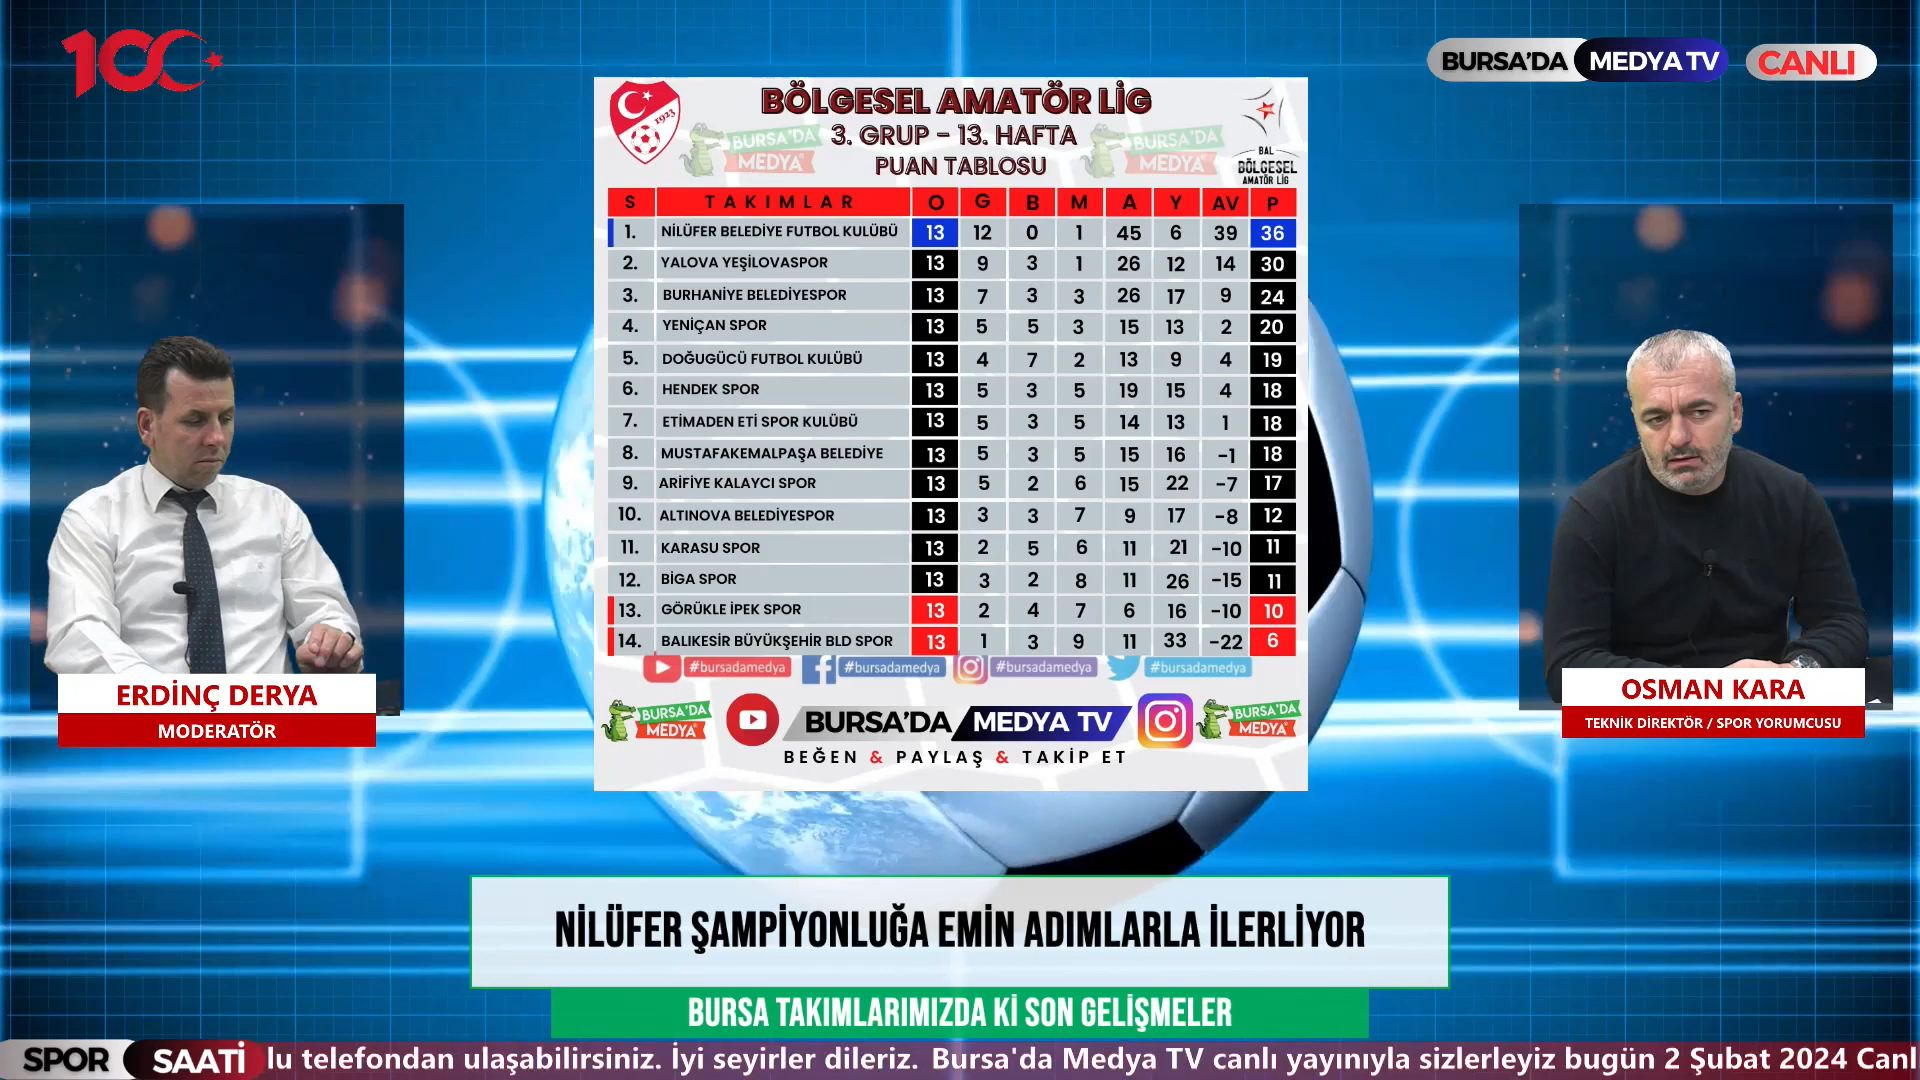 100
BURSA'DA MEDYA TV CANLI
1923
BÖLGESEL AMATÖR LİG
3. GRUP - 13. HAFTA
PUAN TABLOSU
BURSA'DA MEDYA
BURSA'DA MEDYA
BAL
BÖLGESEL
AMATÖR LİG
S TAKIMLAR O G B M A Y AV P
1. NİLÜFER BELEDİYE FUTBOL KULÜBÜ 13 12 0 1 45 6 39 36
2. YALOVA YEŞİLOVASPOR 13 9 3 1 26 12 14 30
3. BURHANİYE BELEDİYESPOR 13 7 3 3 26 17 9 24
4. YENİÇAN SPOR 13 5 5 3 15 13 2 20
5. DOĞUGÜCÜ FUTBOL KULÜBÜ 13 4 7 2 13 9 4 19
6. HENDEK SPOR 13 5 3 5 19 15 4 18
7. ETİMADEN ETİ SPOR KULÜBÜ 13 5 3 5 14 13 1 18
8. MUSTAFAKEMALPAŞA BELEDİYE 13 5 3 5 15 16 -1 18
9. ARİFİYE KALAYCI SPOR 13 5 2 6 15 22 -7 17
10. ALTINOVA BELEDİYESPOR 13 3 3 7 9 17 -8 12
11. KARASU SPOR 13 2 5 6 11 21 -10 11
12. BİGA SPOR 13 3 2 8 11 26 -15 11
13. GÖRÜKLE İPEK SPOR 13 2 4 7 6 16 -10 10
14. BALIKESİR BÜYÜKŞEHİR BLD SPOR 13 1 3 9 11 33 -22 6
#bursadamedya #bursadamedya #bursadamedya #bursadamedya
BURSA'DA MEDYA BURSA'DA MEDYA TV BURSA'DA MEDYA
BEĞEN & PAYLAŞ & TAKİP ET
ERDİNÇ DERYA
MODERATÖR
OSMAN KARA
TEKNİK DİREKTÖR / SPOR YORUMCUSU
NİLÜFER ŞAMPİYONLUĞA EMİN ADIMLARLA İLERLİYOR
BURSA TAKIMLARIMIZDA Kİ SON GELİŞMELER
SPOR SAATİ lu telefondan ulaşabilirsiniz. İyi seyirler dileriz. Bursa'da Medya TV canlı yayınıyla sizlerleyiz bugün 2 Şubat 2024 Canl